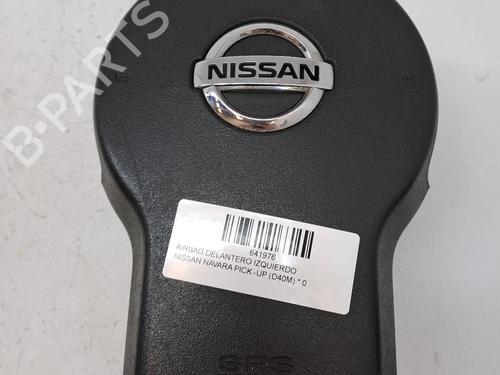 NISSAN
641976
AIRBAG DELANTERO IZQUIERDO
NISSAN NAVARA PICK-UP (D40M) * 0
SRS
B-PARTS